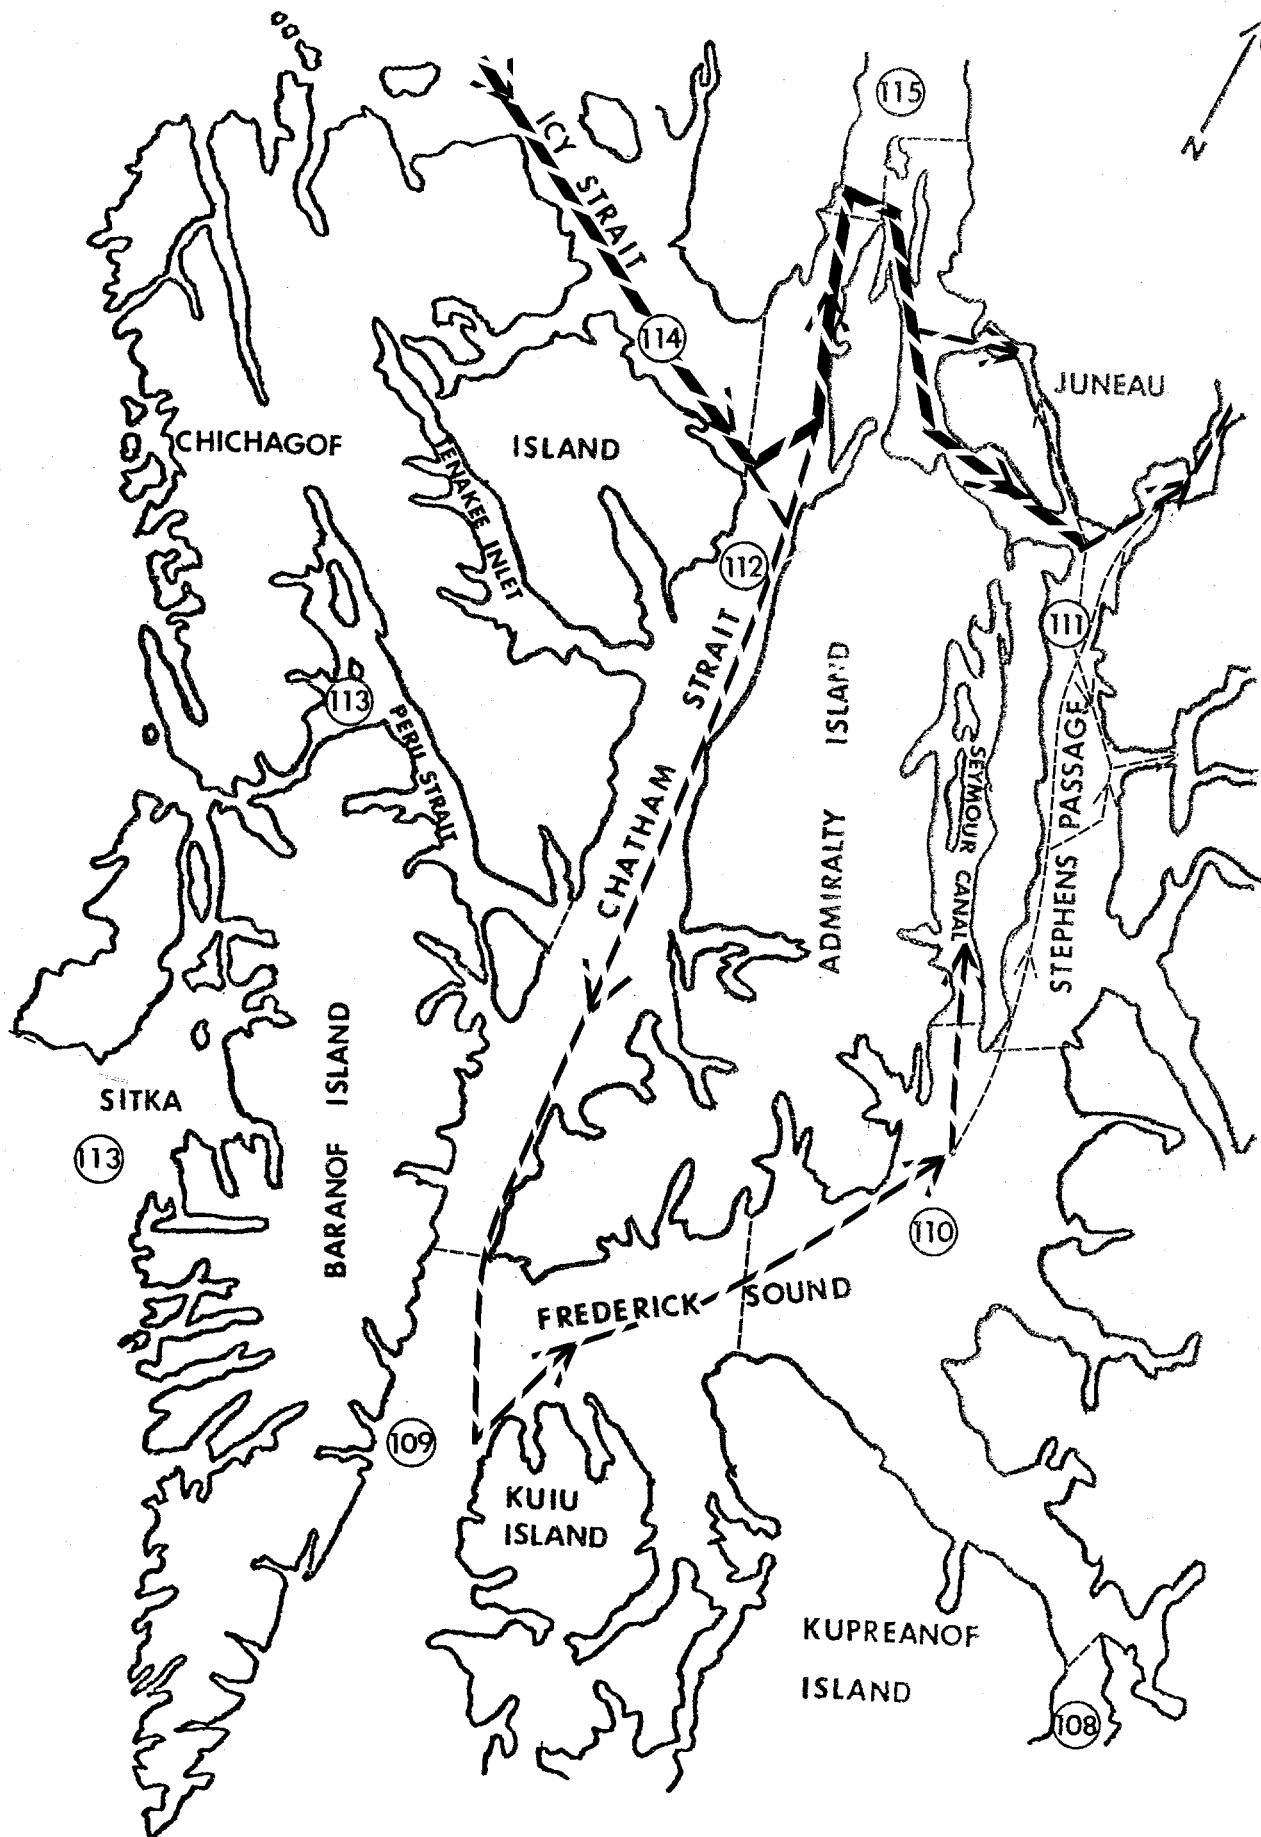 115
N
ICY STRAIT
114
JUNEAU
CHICHAGOF
ISLAND
TENAKEE INLET
112
111
113
PERIL STRAIT
CHATHAM STRAIT
ADMIRALTY ISLAND
SEYMOUR CANAL
STEPHENS PASSAGE
SITKA
113
BARANOF ISLAND
110
FREDERICK SOUND
109
KUIU
ISLAND
KUPREANOF
ISLAND
108